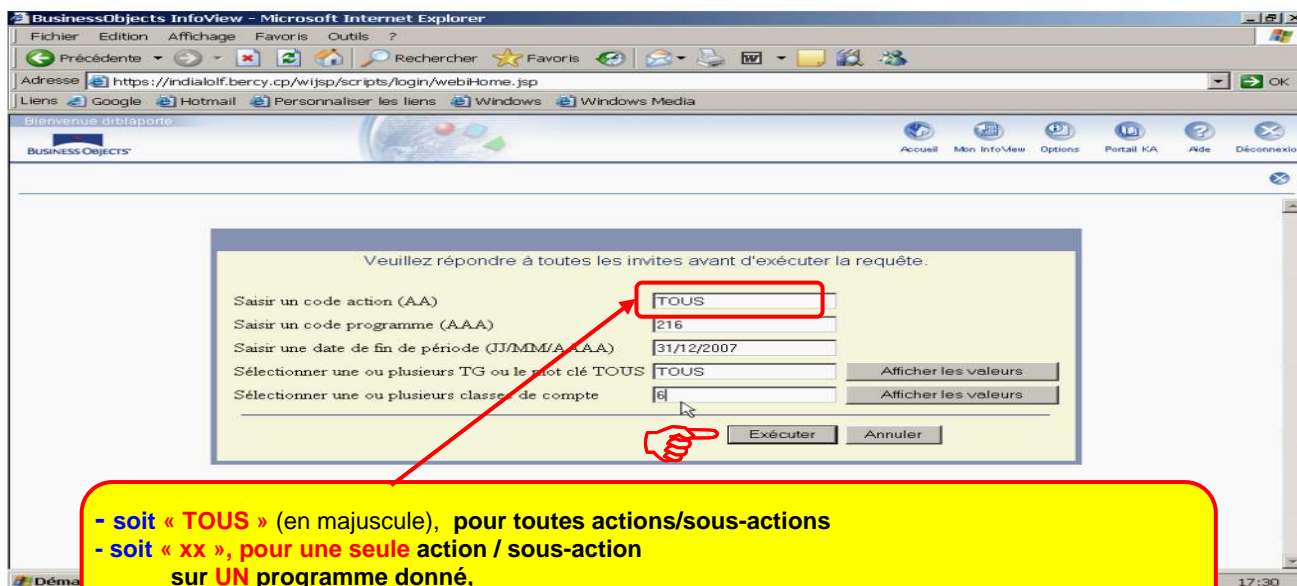 BusinessObjects InfoView - Microsoft Internet Explorer
Fichier Edition Affichage Favoris Outils ?
Précédente Rechercher Favoris
Adresse https://indialolf.bercy.cp/wijsp/scripts/login/webiHome.jsp OK
Liens Google Hotmail Personnaliser les liens Windows Windows Media
Bienvenue drblaporte
BUSINESS OBJECTS
Accueil Mon InfoView Options Portail KA Aide Déconnexio
Veuillez répondre à toutes les invites avant d'exécuter la requête.
Saisir un code action (AA) TOUS
Saisir un code programme (AAA) 216
Saisir une date de fin de période (JJ/MM/AAAA) 31/12/2007
Sélectionner une ou plusieurs TG ou le mot clé TOUS TOUS Afficher les valeurs
Sélectionner une ou plusieurs classes de compte 6 Afficher les valeurs
Exécuter Annuler
- soit « TOUS » (en majuscule), pour toutes actions/sous-actions
- soit « xx », pour une seule action / sous-action
sur UN programme donné,
Déma 17:30